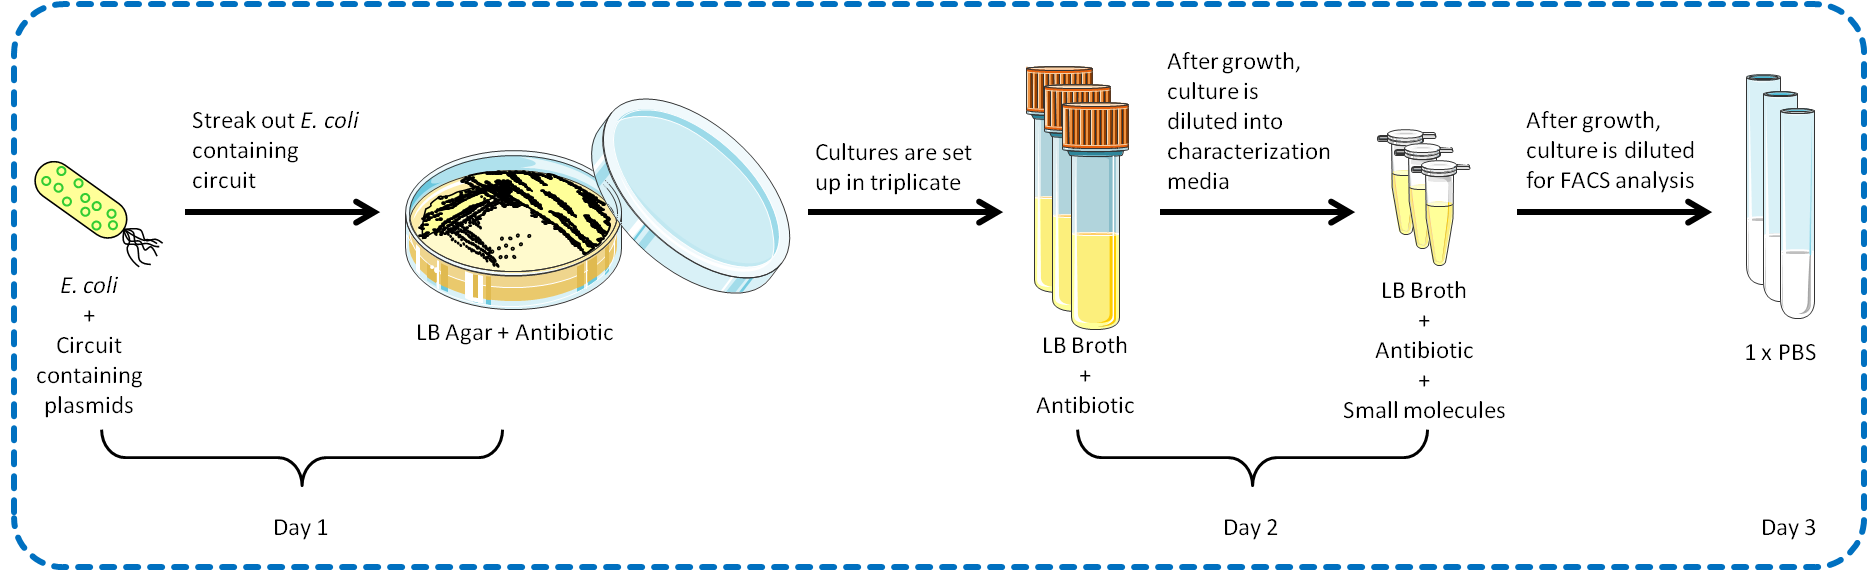 Streak out E. coli
containing
circuit
E. coli
+
Circuit
containing
plasmids
LB Agar + Antibiotic
Cultures are set
up in triplicate
LB Broth
+
Antibiotic
After growth,
culture is
diluted into
characterization
media
LB Broth
+
Antibiotic
+
Small molecules
After growth,
culture is diluted
for FACS analysis
1 x PBS
Day 1
Day 2
Day 3